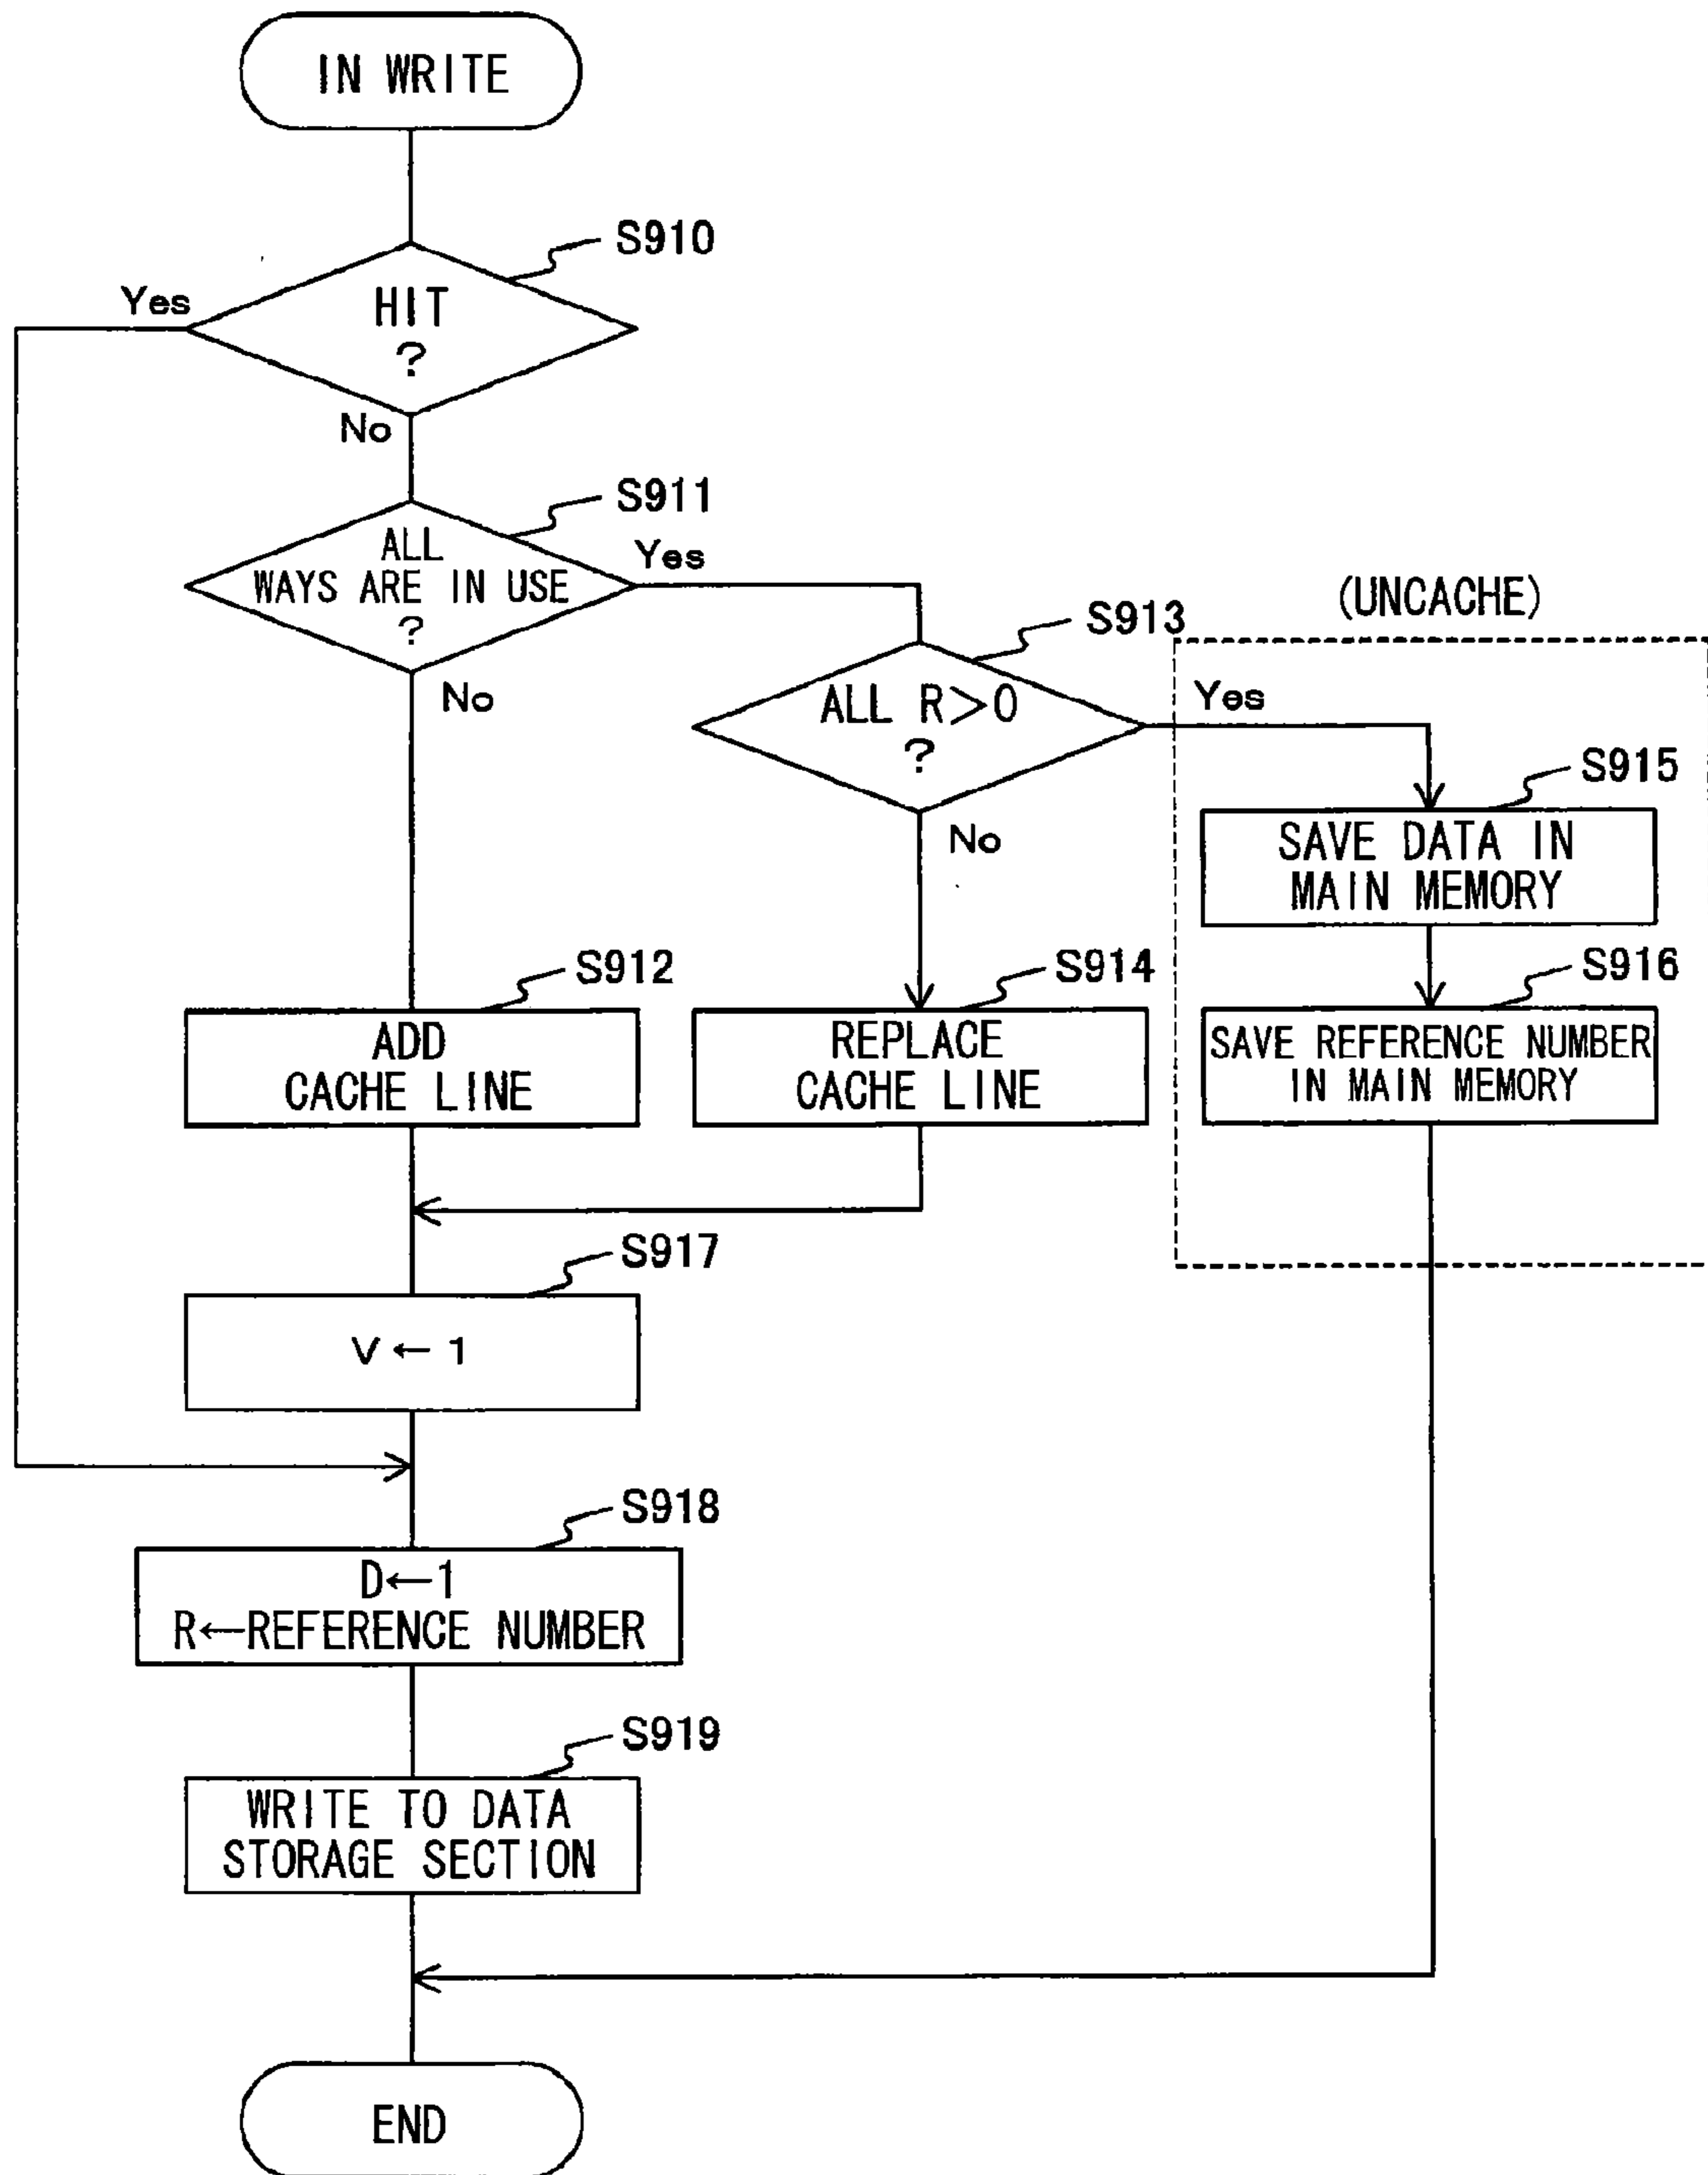 IN WRITE
S910
Yes
HIT
?
No
S911
ALL
WAYS ARE IN USE
?
Yes
No
(UNCACHE)
S913
ALL R>0
?
Yes
No
S915
SAVE DATA IN
MAIN MEMORY
S912
ADD
CACHE LINE
S914
REPLACE
CACHE LINE
S916
SAVE REFERENCE NUMBER
IN MAIN MEMORY
S917
V ← 1
S918
D←1
R←REFERENCE NUMBER
S919
WRITE TO DATA
STORAGE SECTION
END